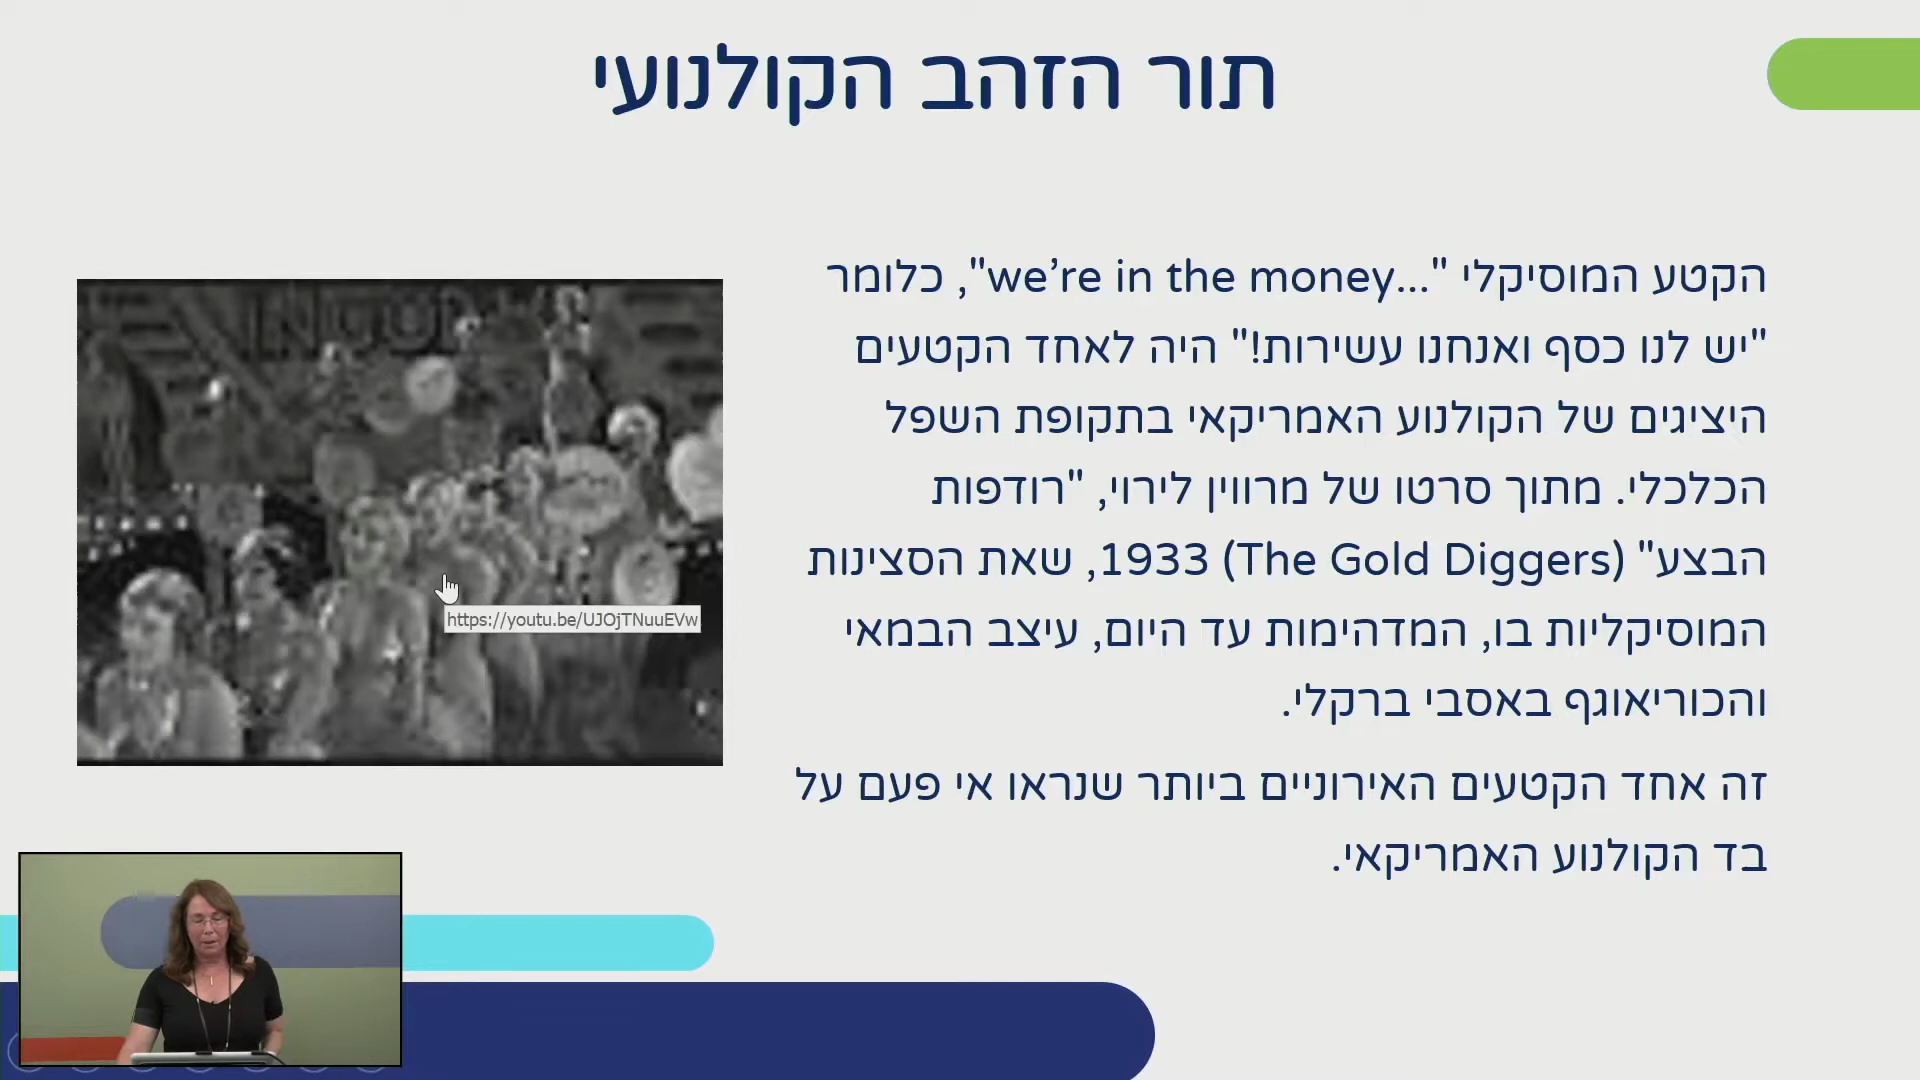 תור הזהב הקולנועי
הקטע המוסיקלי "...we're in the money", כלומר
"יש לנו כסף ואנחנו עשירות!" היה לאחד הקטעים
היציגים של הקולנוע האמריקאי בתקופת השפל
הכלכלי. מתוך סרטו של מרווין לירוי, "רודפות
הבצע" (The Gold Diggers) 1933, שאת הסצינות
המוסיקליות בו, המדהימות עד היום, עיצב הבמאי
והכוריאוגף באסבי ברקלי.
זה אחד הקטעים האירוניים ביותר שנראו אי פעם על
בד הקולנוע האמריקאי.
https://youtu.be/UJOjTNuuEVw